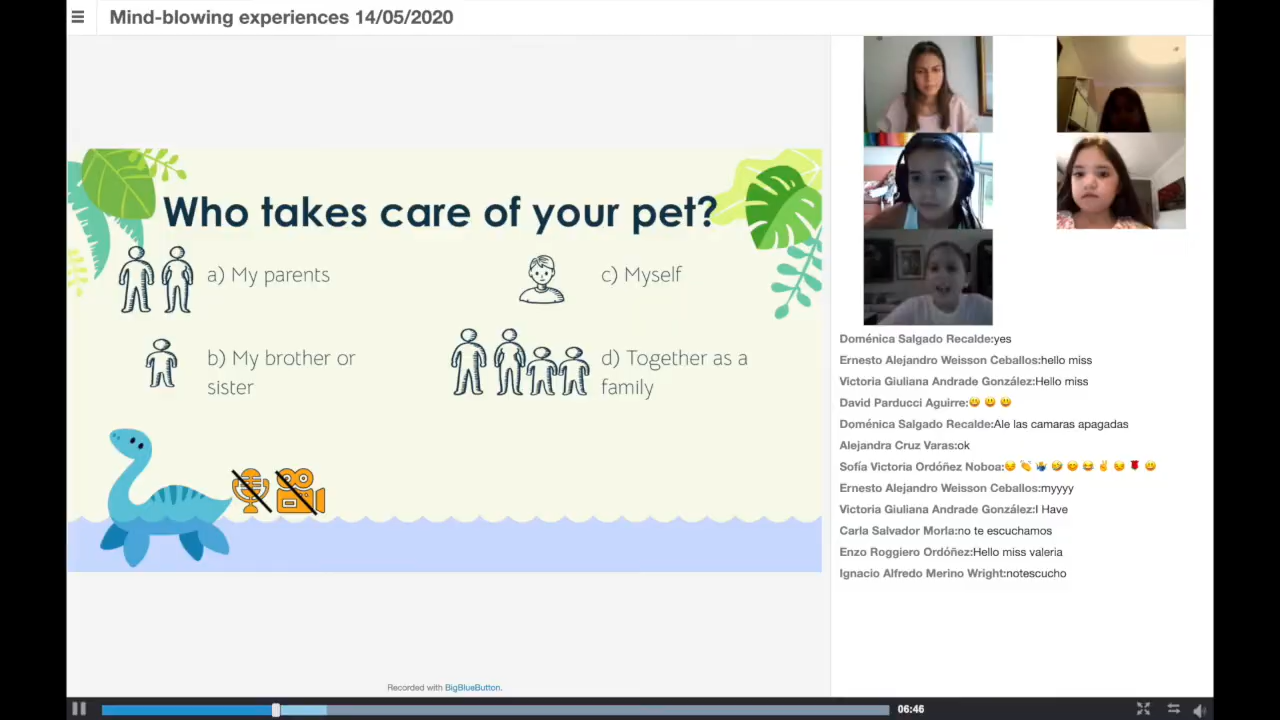 Mind-blowing experiences 14/05/2020
Who takes care of your pet?
a) My parents
c) Myself
b) My brother or
sister
d) Together as a
family
Doménica Salgado Recalde:yes
Ernesto Alejandro Weisson Ceballos:hello miss
Victoria Giuliana Andrade González:Hello miss
David Parducci Aguirre:😀 😀 😀
Doménica Salgado Recalde:Ale las camaras apagadas
Alejandra Cruz Varas:ok
Sofía Victoria Ordóñez Noboa:
Ernesto Alejandro Weisson Ceballos:myyyy
Victoria Giuliana Andrade González:I Have
Carla Salvador Morla:no te escuchamos
Enzo Roggiero Ordóñez:Hello miss valeria
Ignacio Alfredo Merino Wright:notescucho
Recorded with BigBlueButton.
06:46